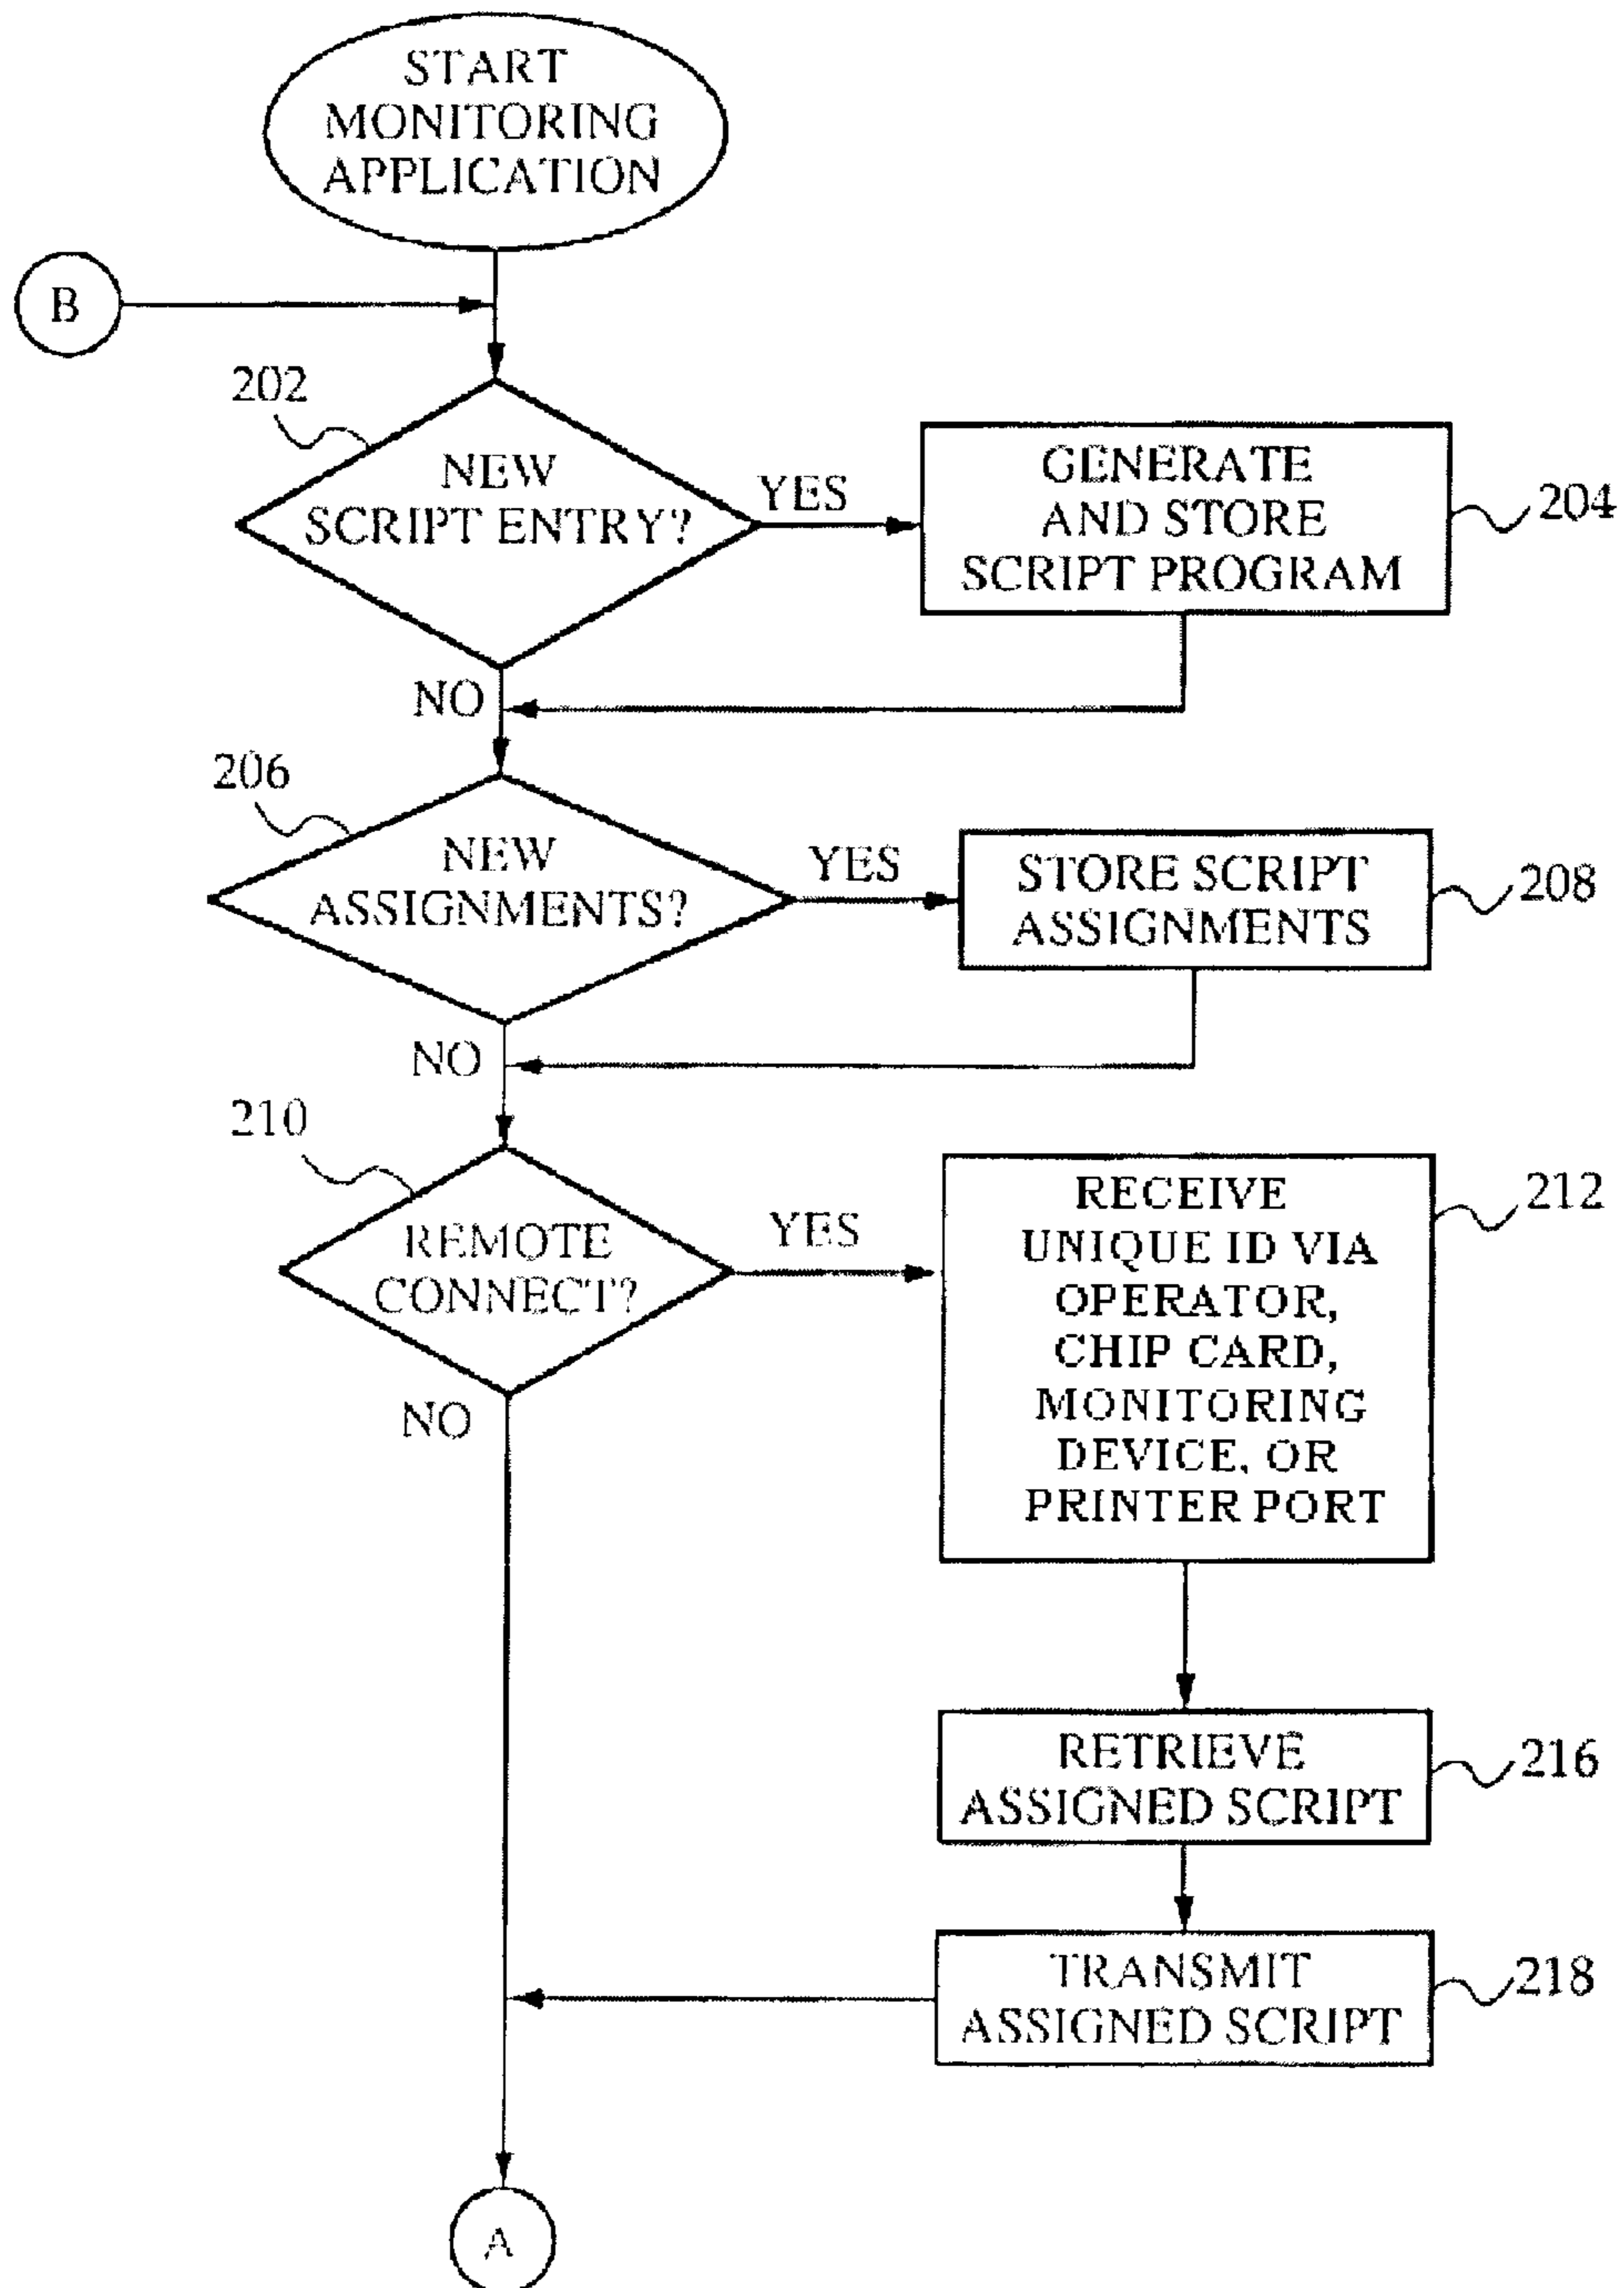 START
MONITORING
APPLICATION
B
202
NEW
SCRIPT ENTRY?
YES
GENERATE
AND STORE
SCRIPT PROGRAM
204
NO
206
NEW
ASSIGNMENTS?
YES
STORE SCRIPT
ASSIGNMENTS
208
NO
210
REMOTE
CONNECT?
YES
RECEIVE
UNIQUE ID VIA
OPERATOR,
CHIP CARD,
MONITORING
DEVICE, OR
PRINTER PORT
212
NO
RETRIEVE
ASSIGNED SCRIPT
216
TRANSMIT
ASSIGNED SCRIPT
218
A